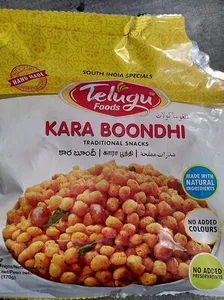 HAND MADE
SOUTH INDIA SPECIALS
Telugu
Foods
KARA BOONDHI
TRADITIONAL SNACKS
కారా బూందీ | காரா பூந்தி |
MADE WITH
NATURAL
INGREDIENTS
NO ADDED
COLOURS
NO ADDED
PRESERVATIVES
(170g)